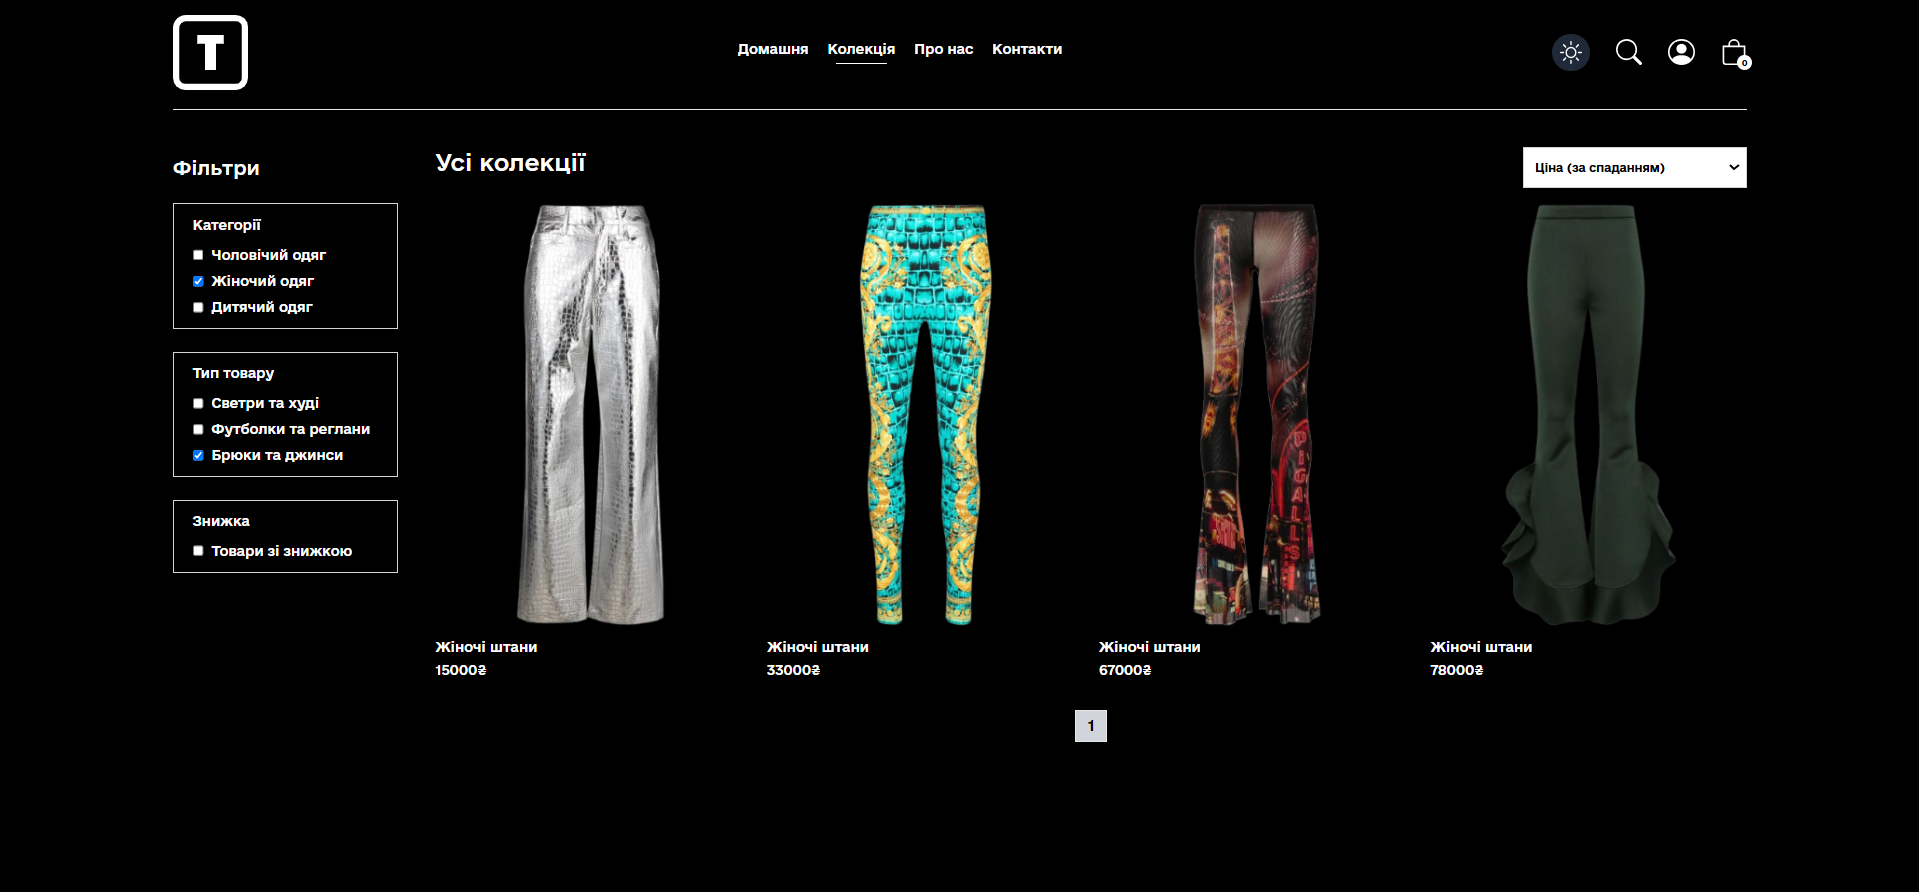 T
Домашня Колекція Про нас Контакти
0
Фільтри
Усі колекції
Ціна (за спаданням)
Категорії
Чоловічий одяг
Жіночий одяг
Дитячий одяг
Тип товару
Светри та худі
Футболки та реглани
Брюки та джинси
Знижка
Товари зі знижкою
PIGALLS
Жіночі штани
15000₴
Жіночі штани
33000₴
Жіночі штани
67000₴
Жіночі штани
78000₴
1